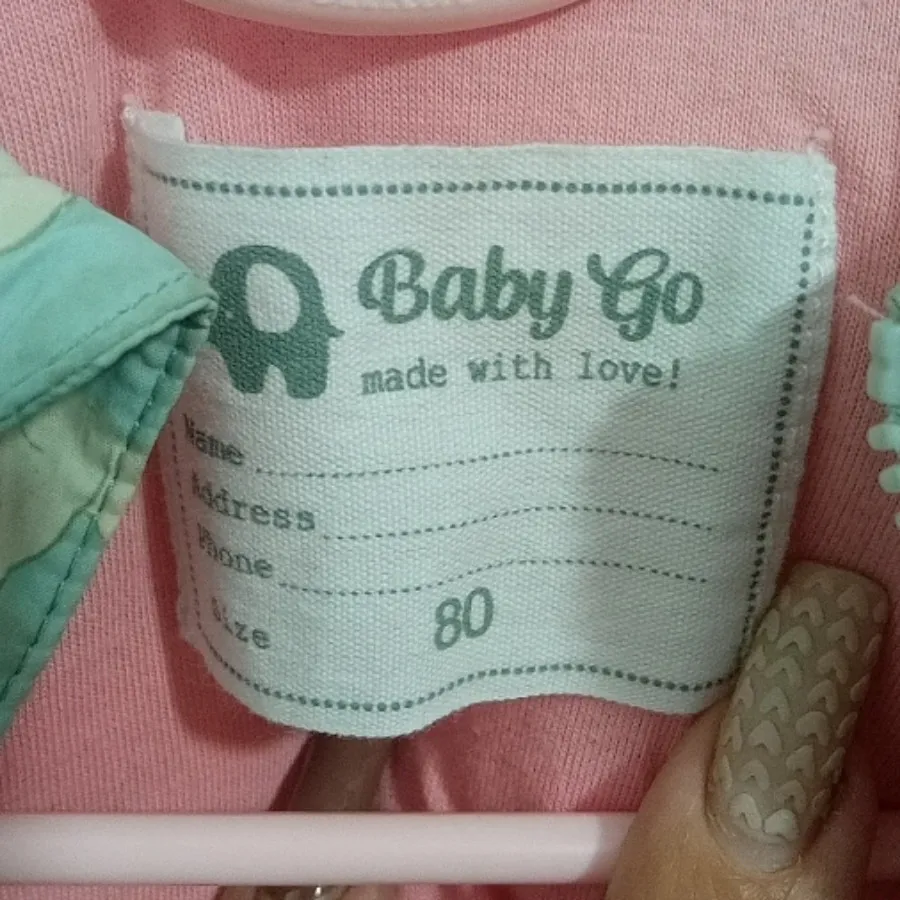 Baby Go
made with love!
Name
Address
Phone
Size 80